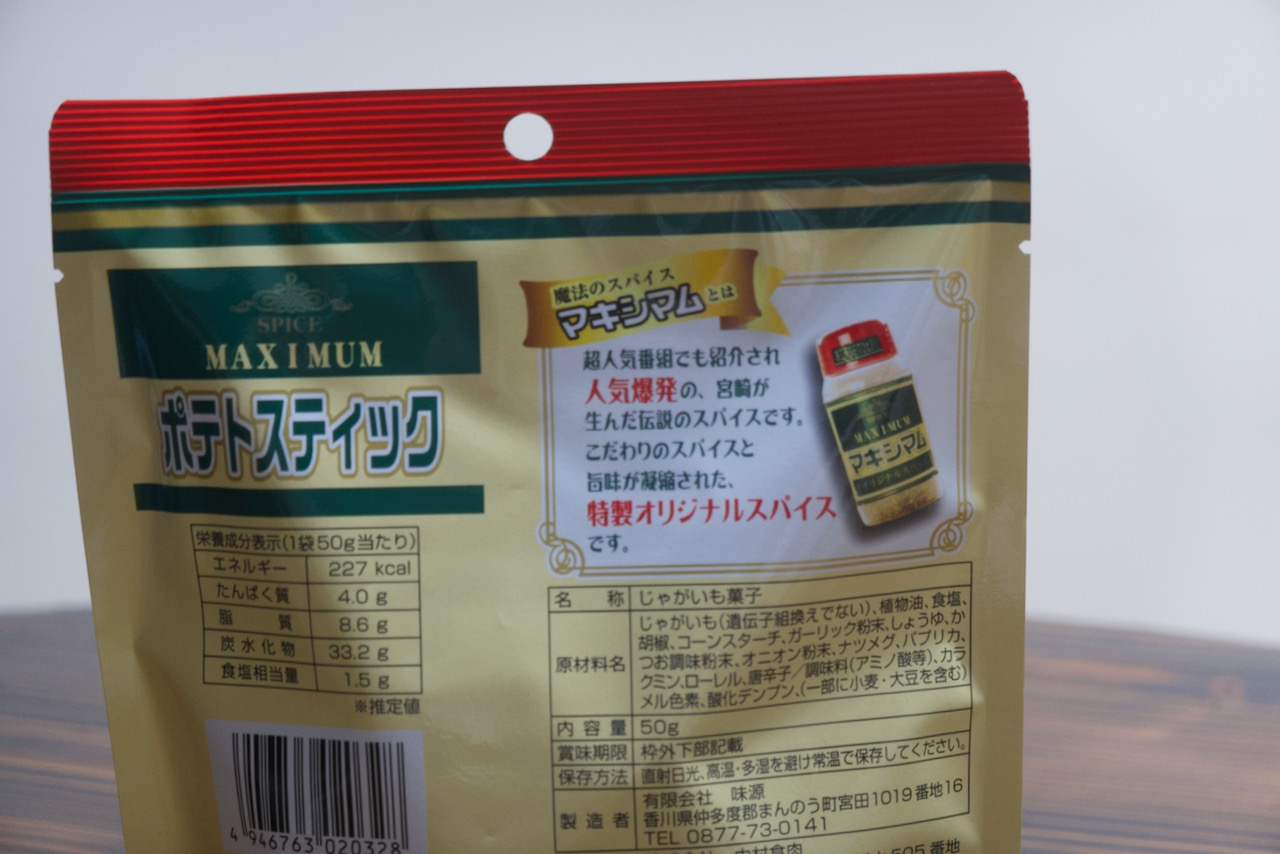 SPICE
MAXIMUM
ポテトスティック
栄養成分表示(1袋50g当たり)
エネルギー 227 kcal
たんぱく質 4.0 g
脂質 8.6 g
炭水化物 33.2 g
食塩相当量 1.5 g
※推定値
4 946763 020328
魔法のスパイス
マキシマムとは
超人気番組でも紹介され
人気爆発の、宮崎が
生んだ伝説のスパイスです。
こだわりのスパイスと
旨味が凝縮された、
特製オリジナルスパイス
です。
MAXIMUM
マキシマム
名称 じゃがいも菓子
原材料名 じゃがいも(遺伝子組換えでない)、植物油、食塩、
胡椒、コーンスターチ、ガーリック粉末、しょうゆ、か
つお調味粉末、オニオン粉末、ナツメグ、パプリカ、
クミン、ローレル、唐辛子/調味料(アミノ酸等)、カラ
メル色素、酸化デンプン、(一部に小麦・大豆を含む)
内容量 50g
賞味期限 枠外下部記載
保存方法 直射日光、高温・多湿を避け常温で保存してください。
製造者 有限会社 味源
香川県仲多度郡まんのう町宮田1019番地16
TEL 0877-73-0141
中村食肉
505番地